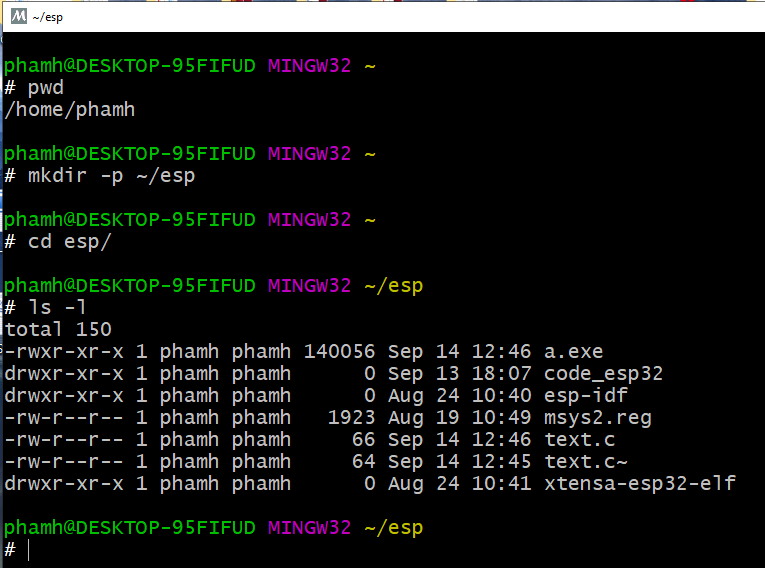 ~/esp
phamh@DESKTOP-95FIFUD MINGW32 ~
# pwd
/home/phamh
phamh@DESKTOP-95FIFUD MINGW32 ~
# mkdir -p ~/esp
phamh@DESKTOP-95FIFUD MINGW32 ~
# cd esp/
phamh@DESKTOP-95FIFUD MINGW32 ~/esp
# ls -l
total 150
-rwxr-xr-x 1 phamh phamh 140056 Sep 14 12:46 a.exe
drwxr-xr-x 1 phamh phamh      0 Sep 13 18:07 code_esp32
drwxr-xr-x 1 phamh phamh      0 Aug 24 10:40 esp-idf
-rw-r--r-- 1 phamh phamh   1923 Aug 19 10:49 msys2.reg
-rw-r--r-- 1 phamh phamh     66 Sep 14 12:46 text.c
-rw-r--r-- 1 phamh phamh     64 Sep 14 12:45 text.c~
drwxr-xr-x 1 phamh phamh      0 Aug 24 10:41 xtensa-esp32-elf
phamh@DESKTOP-95FIFUD MINGW32 ~/esp
#